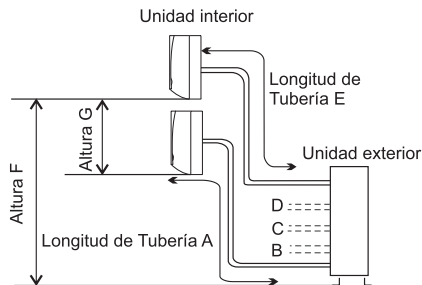 Unidad interior
Longitud de
Tubería E
Altura G
Altura F
Unidad exterior
D
C
B
Longitud de Tubería A